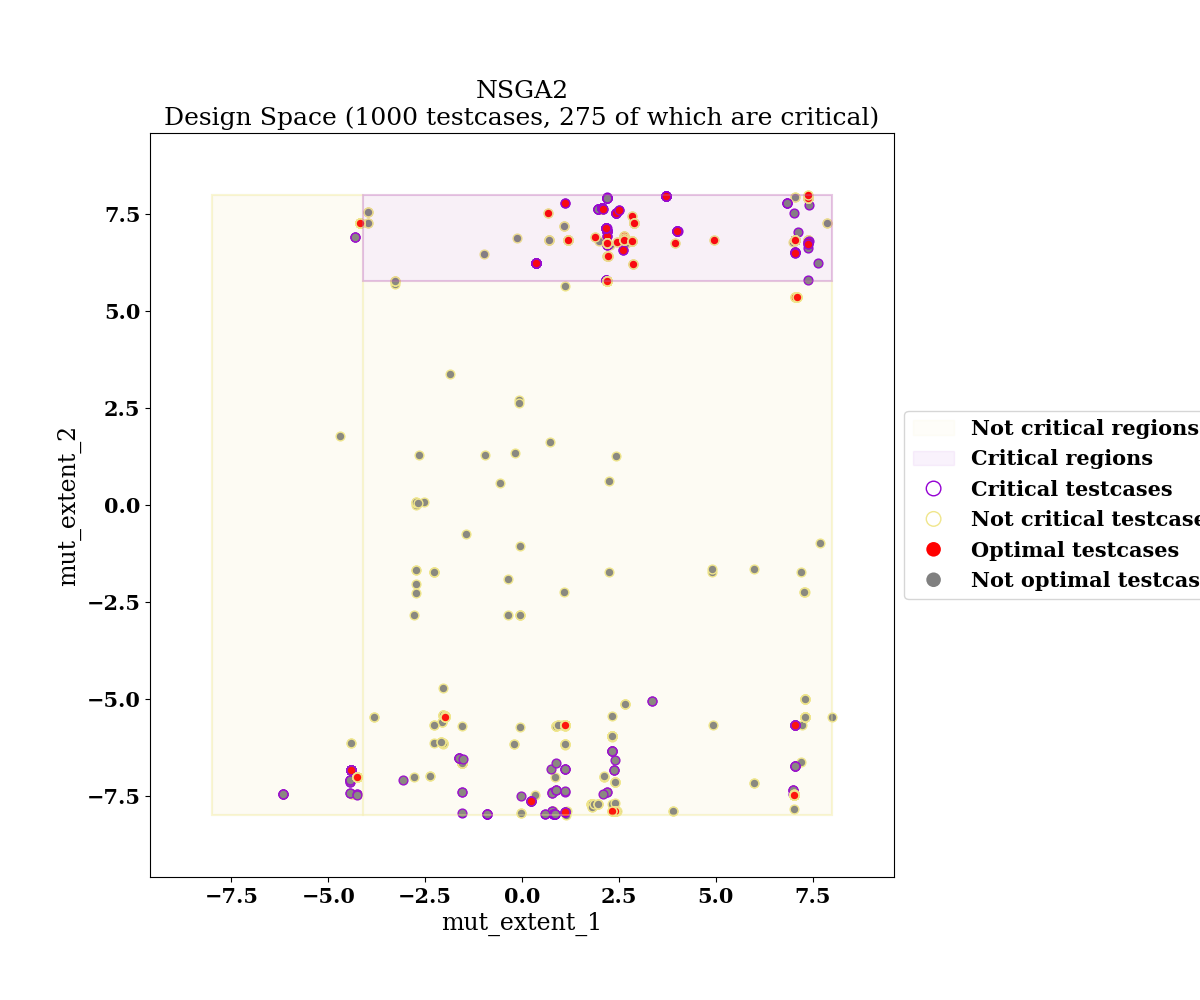 NSGA2
Design Space (1000 testcases, 275 of which are critical)
mut_extent_2
7.5
5.0
2.5
0.0
−2.5
−5.0
−7.5
−7.5
−5.0
−2.5
0.0
2.5
5.0
7.5
mut_extent_1
Not critical regions
Critical regions
Critical testcases
Not critical testcase
Optimal testcases
Not optimal testcas